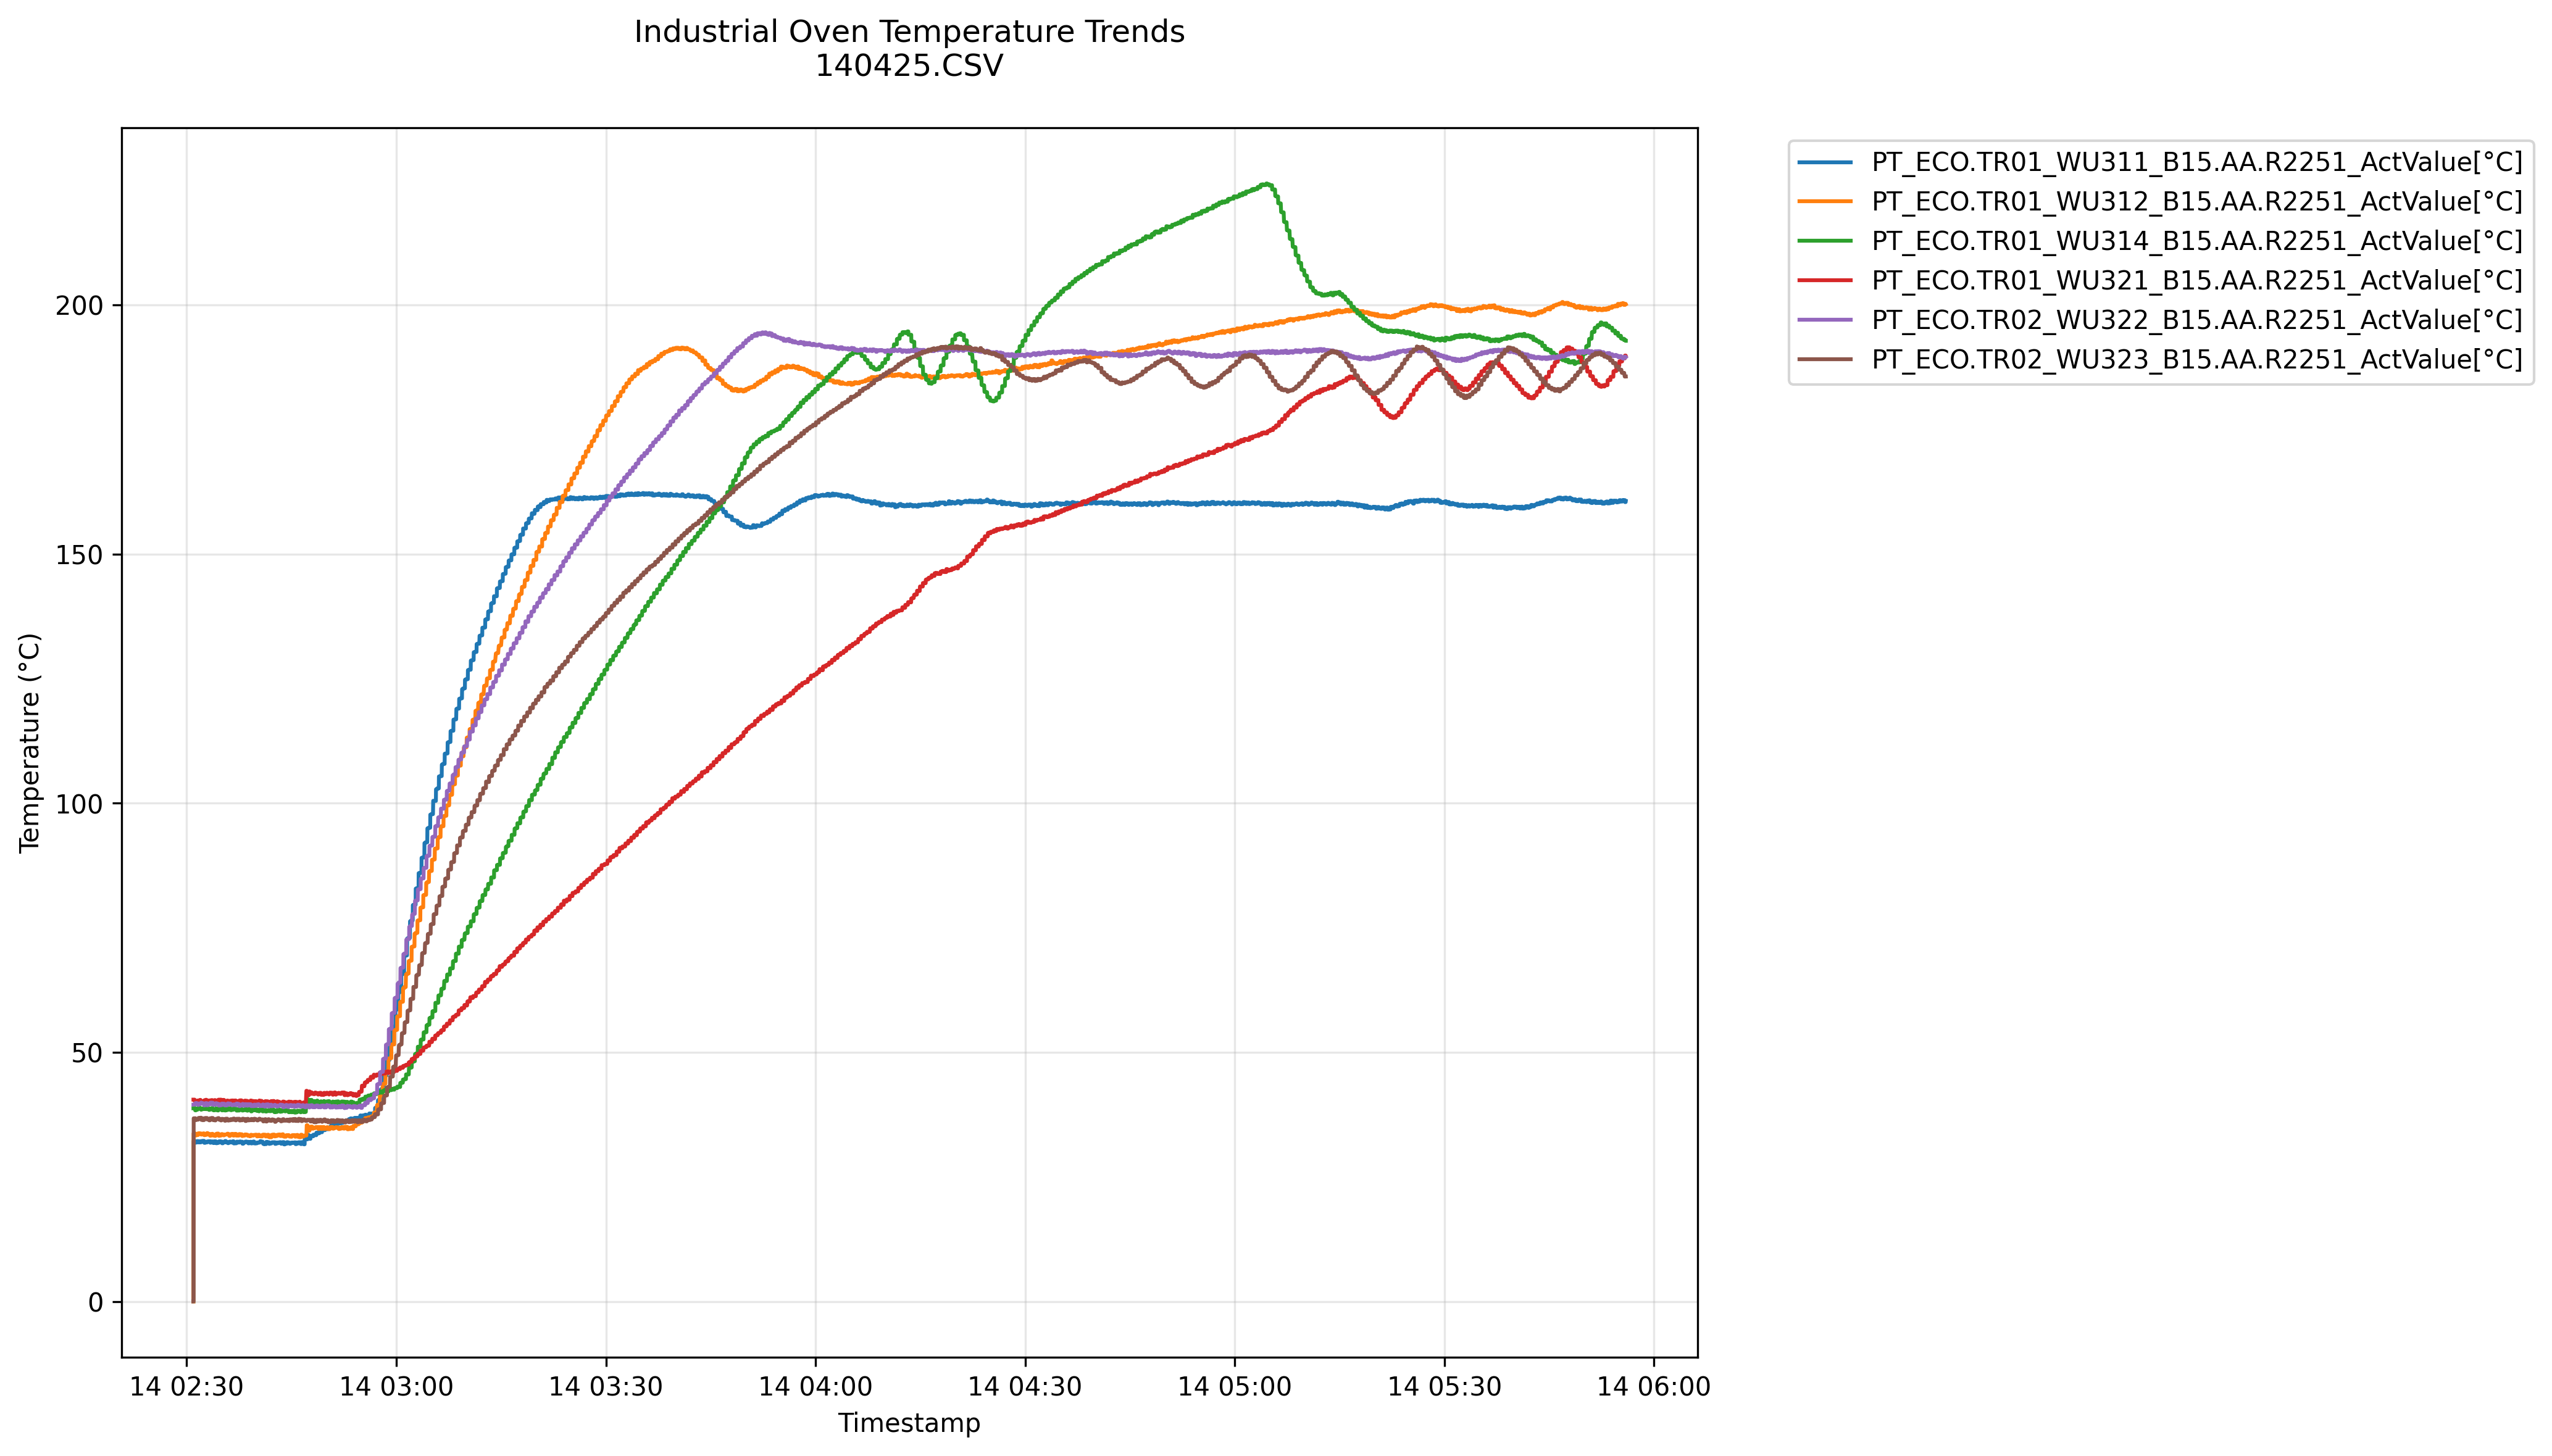 Industrial Oven Temperature Trends
140425.CSV
PT_ECO.TR01_WU311_B15.AA.R2251_ActValue[°C]
PT_ECO.TR01_WU312_B15.AA.R2251_ActValue[°C]
PT_ECO.TR01_WU314_B15.AA.R2251_ActValue[°C]
PT_ECO.TR01_WU321_B15.AA.R2251_ActValue[°C]
PT_ECO.TR02_WU322_B15.AA.R2251_ActValue[°C]
PT_ECO.TR02_WU323_B15.AA.R2251_ActValue[°C]
Temperature (°C)
200
150
100
50
0
14 02:30 14 03:00 14 03:30 14 04:00 14 04:30 14 05:00 14 05:30 14 06:00
Timestamp